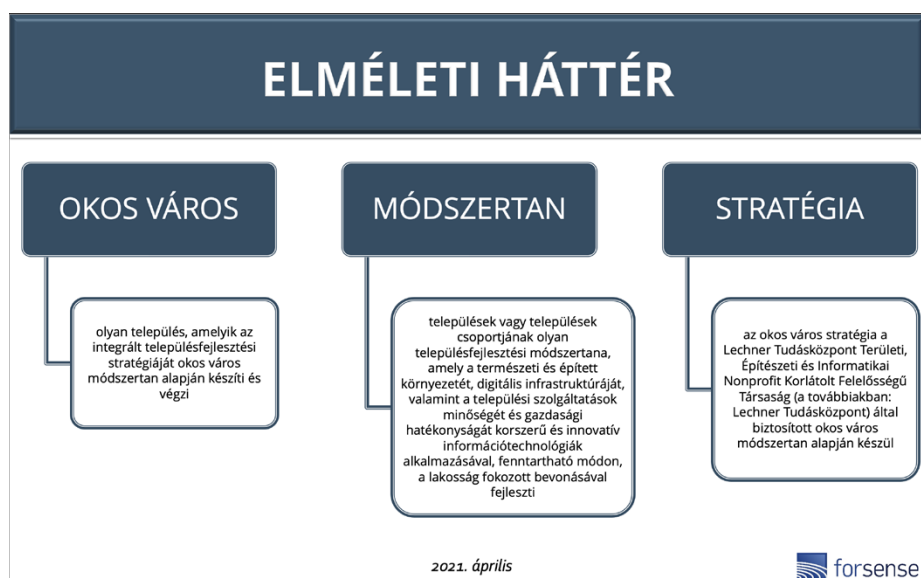 ELMÉLETI HÁTTÉR
OKOS VÁROS
olyan település, amelyik az
integrált településfejlesztési
stratégiáját okos város
módszertan alapján készíti és
végzi
MÓDSZERTAN
települések vagy települések
csoportjának olyan
településfejlesztési módszertana,
amely a természeti és épített
környezetét, digitális infrastruktúráját,
valamint a települési szolgáltatások
minőségét és gazdasági
hatékonyságát korszerű és innovatív
információtechnológiák
alkalmazásával, fenntartható módon,
a lakosság fokozott bevonásával
fejleszti
STRATÉGIA
az okos város stratégia a
Lechner Tudásközpont Területi,
Építészeti és Informatikai
Nonprofit Korlátolt Felelősségű
Társaság (a továbbiakban:
Lechner Tudásközpont) által
biztosított okos város
módszertan alapján készül
2021. április
forsense